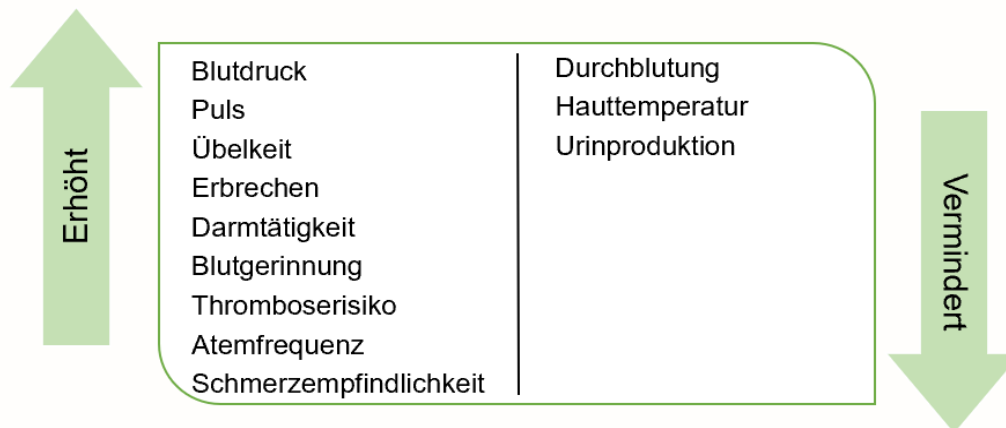 Erhöht
Blutdruck
Puls
Übelkeit
Erbrechen
Darmtätigkeit
Blutgerinnung
Thromboserisiko
Atemfrequenz
Schmerzempfindlichkeit
Durchblutung
Hauttemperatur
Urinproduktion
Vermindert